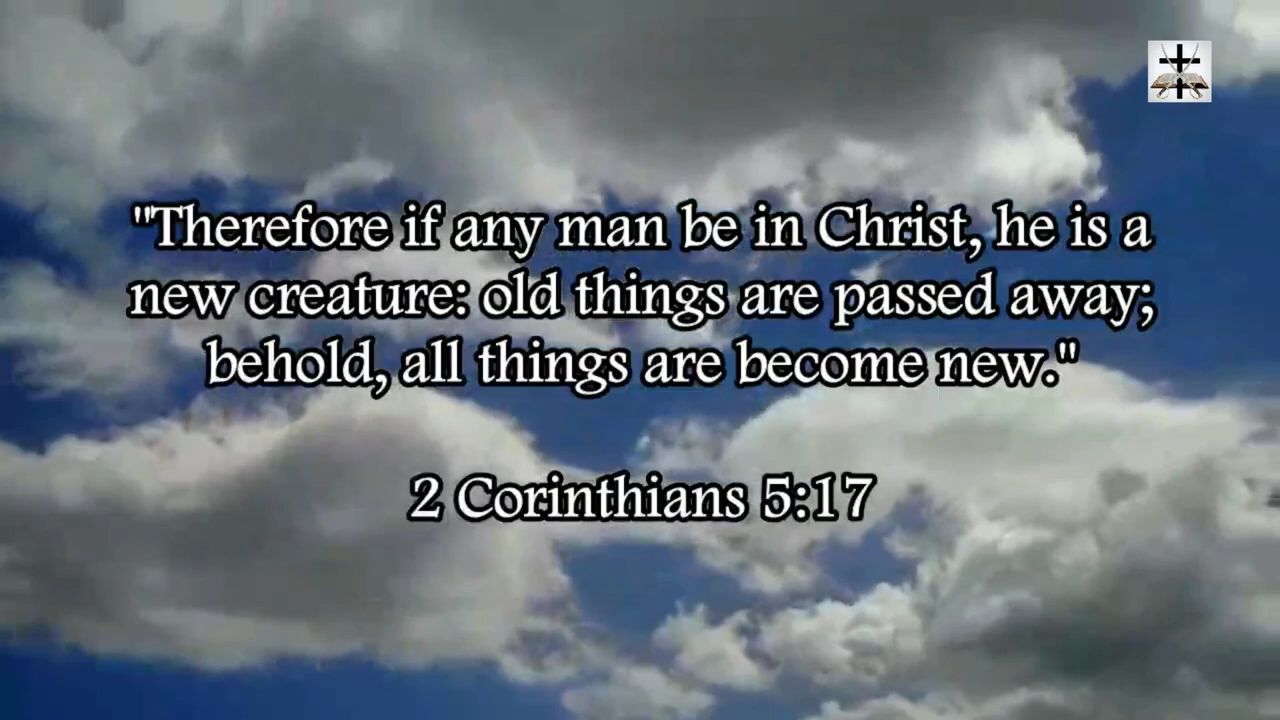 "Therefore if any man be in Christ, he is a
new creature: old things are passed away;
behold, all things are become new."
2 Corinthians 5:17